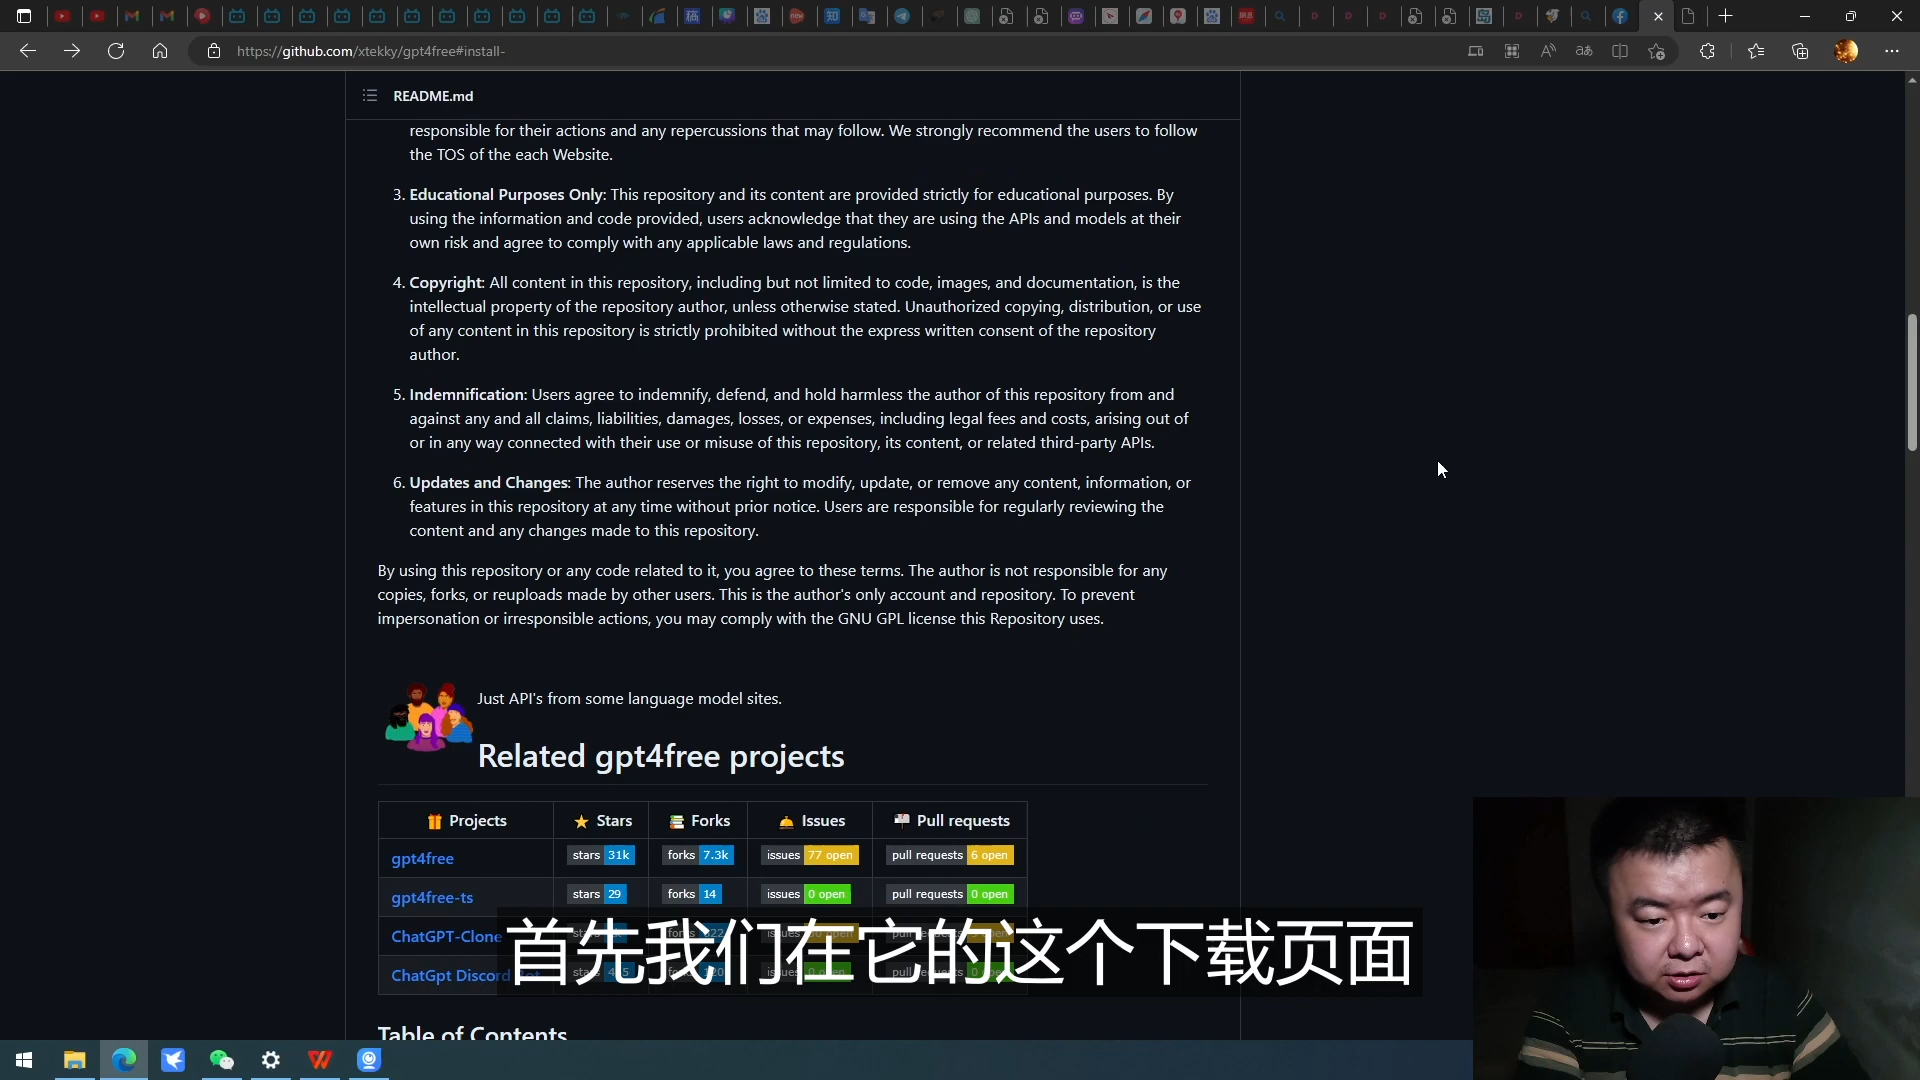 https://github.com/xtekky/gpt4free#install-
README.md
responsible for their actions and any repercussions that may follow. We strongly recommend the users to follow
the TOS of the each Website.
3. Educational Purposes Only: This repository and its content are provided strictly for educational purposes. By
using the information and code provided, users acknowledge that they are using the APIs and models at their
own risk and agree to comply with any applicable laws and regulations.
4. Copyright: All content in this repository, including but not limited to code, images, and documentation, is the
intellectual property of the repository author, unless otherwise stated. Unauthorized copying, distribution, or use
of any content in this repository is strictly prohibited without the express written consent of the repository
author.
5. Indemnification: Users agree to indemnify, defend, and hold harmless the author of this repository from and
against any and all claims, liabilities, damages, losses, or expenses, including legal fees and costs, arising out of
or in any way connected with their use or misuse of this repository, its content, or related third-party APIs.
6. Updates and Changes: The author reserves the right to modify, update, or remove any content, information, or
features in this repository at any time without prior notice. Users are responsible for regularly reviewing the
content and any changes made to this repository.
By using this repository or any code related to it, you agree to these terms. The author is not responsible for any
copies, forks, or reuploads made by other users. This is the author's only account and repository. To prevent
impersonation or irresponsible actions, you may comply with the GNU GPL license this Repository uses.
Just API's from some language model sites.
Related gpt4free projects
Projects Stars Forks Issues Pull requests
gpt4free stars 31k forks 7.3k issues 77 open pull requests 6 open
gpt4free-ts stars 29 forks 14 issues 0 open pull requests 0 open
ChatGPT-Clone
ChatGpt Discord
首先我们在它的这个下载页面
Table of Contents